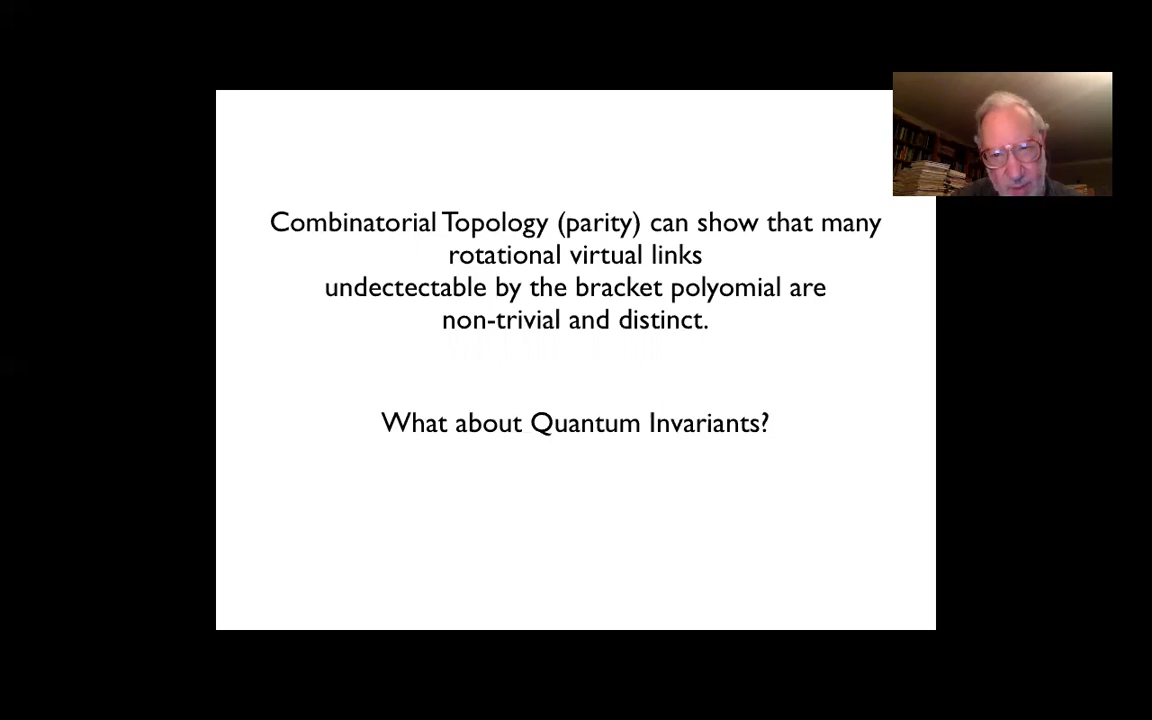 Combinatorial Topology (parity) can show that many
rotational virtual links
undectectable by the bracket polyomial are
non-trivial and distinct.
What about Quantum Invariants?